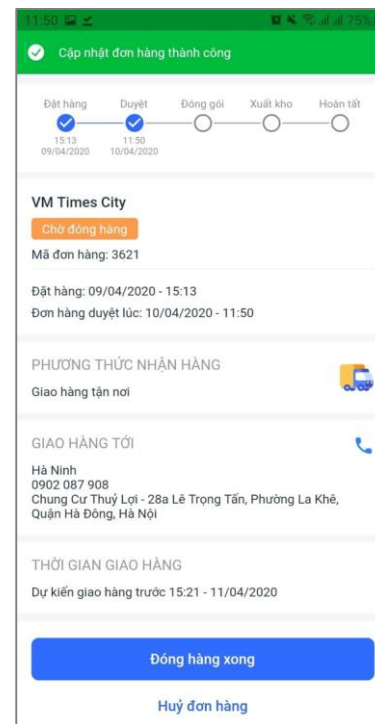 11:50 75%
Cập nhật đơn hàng thành công
Đặt hàng Duyệt Đóng gói Xuất kho Hoàn tất
15:13 11:50
09/04/2020 10/04/2020
VM Times City
Chờ đóng hàng
Mã đơn hàng: 3621
Đặt hàng: 09/04/2020 - 15:13
Đơn hàng duyệt lúc: 10/04/2020 - 11:50
PHƯƠNG THỨC NHẬN HÀNG
Giao hàng tận nơi
GIAO HÀNG TỚI
Hà Ninh
0902 087 908
Chung Cư Thuỷ Lợi - 28a Lê Trọng Tấn, Phường La Khê,
Quận Hà Đông, Hà Nội
THỜI GIAN GIAO HÀNG
Dự kiến giao hàng trước 15:21 - 11/04/2020
Đóng hàng xong
Huỷ đơn hàng